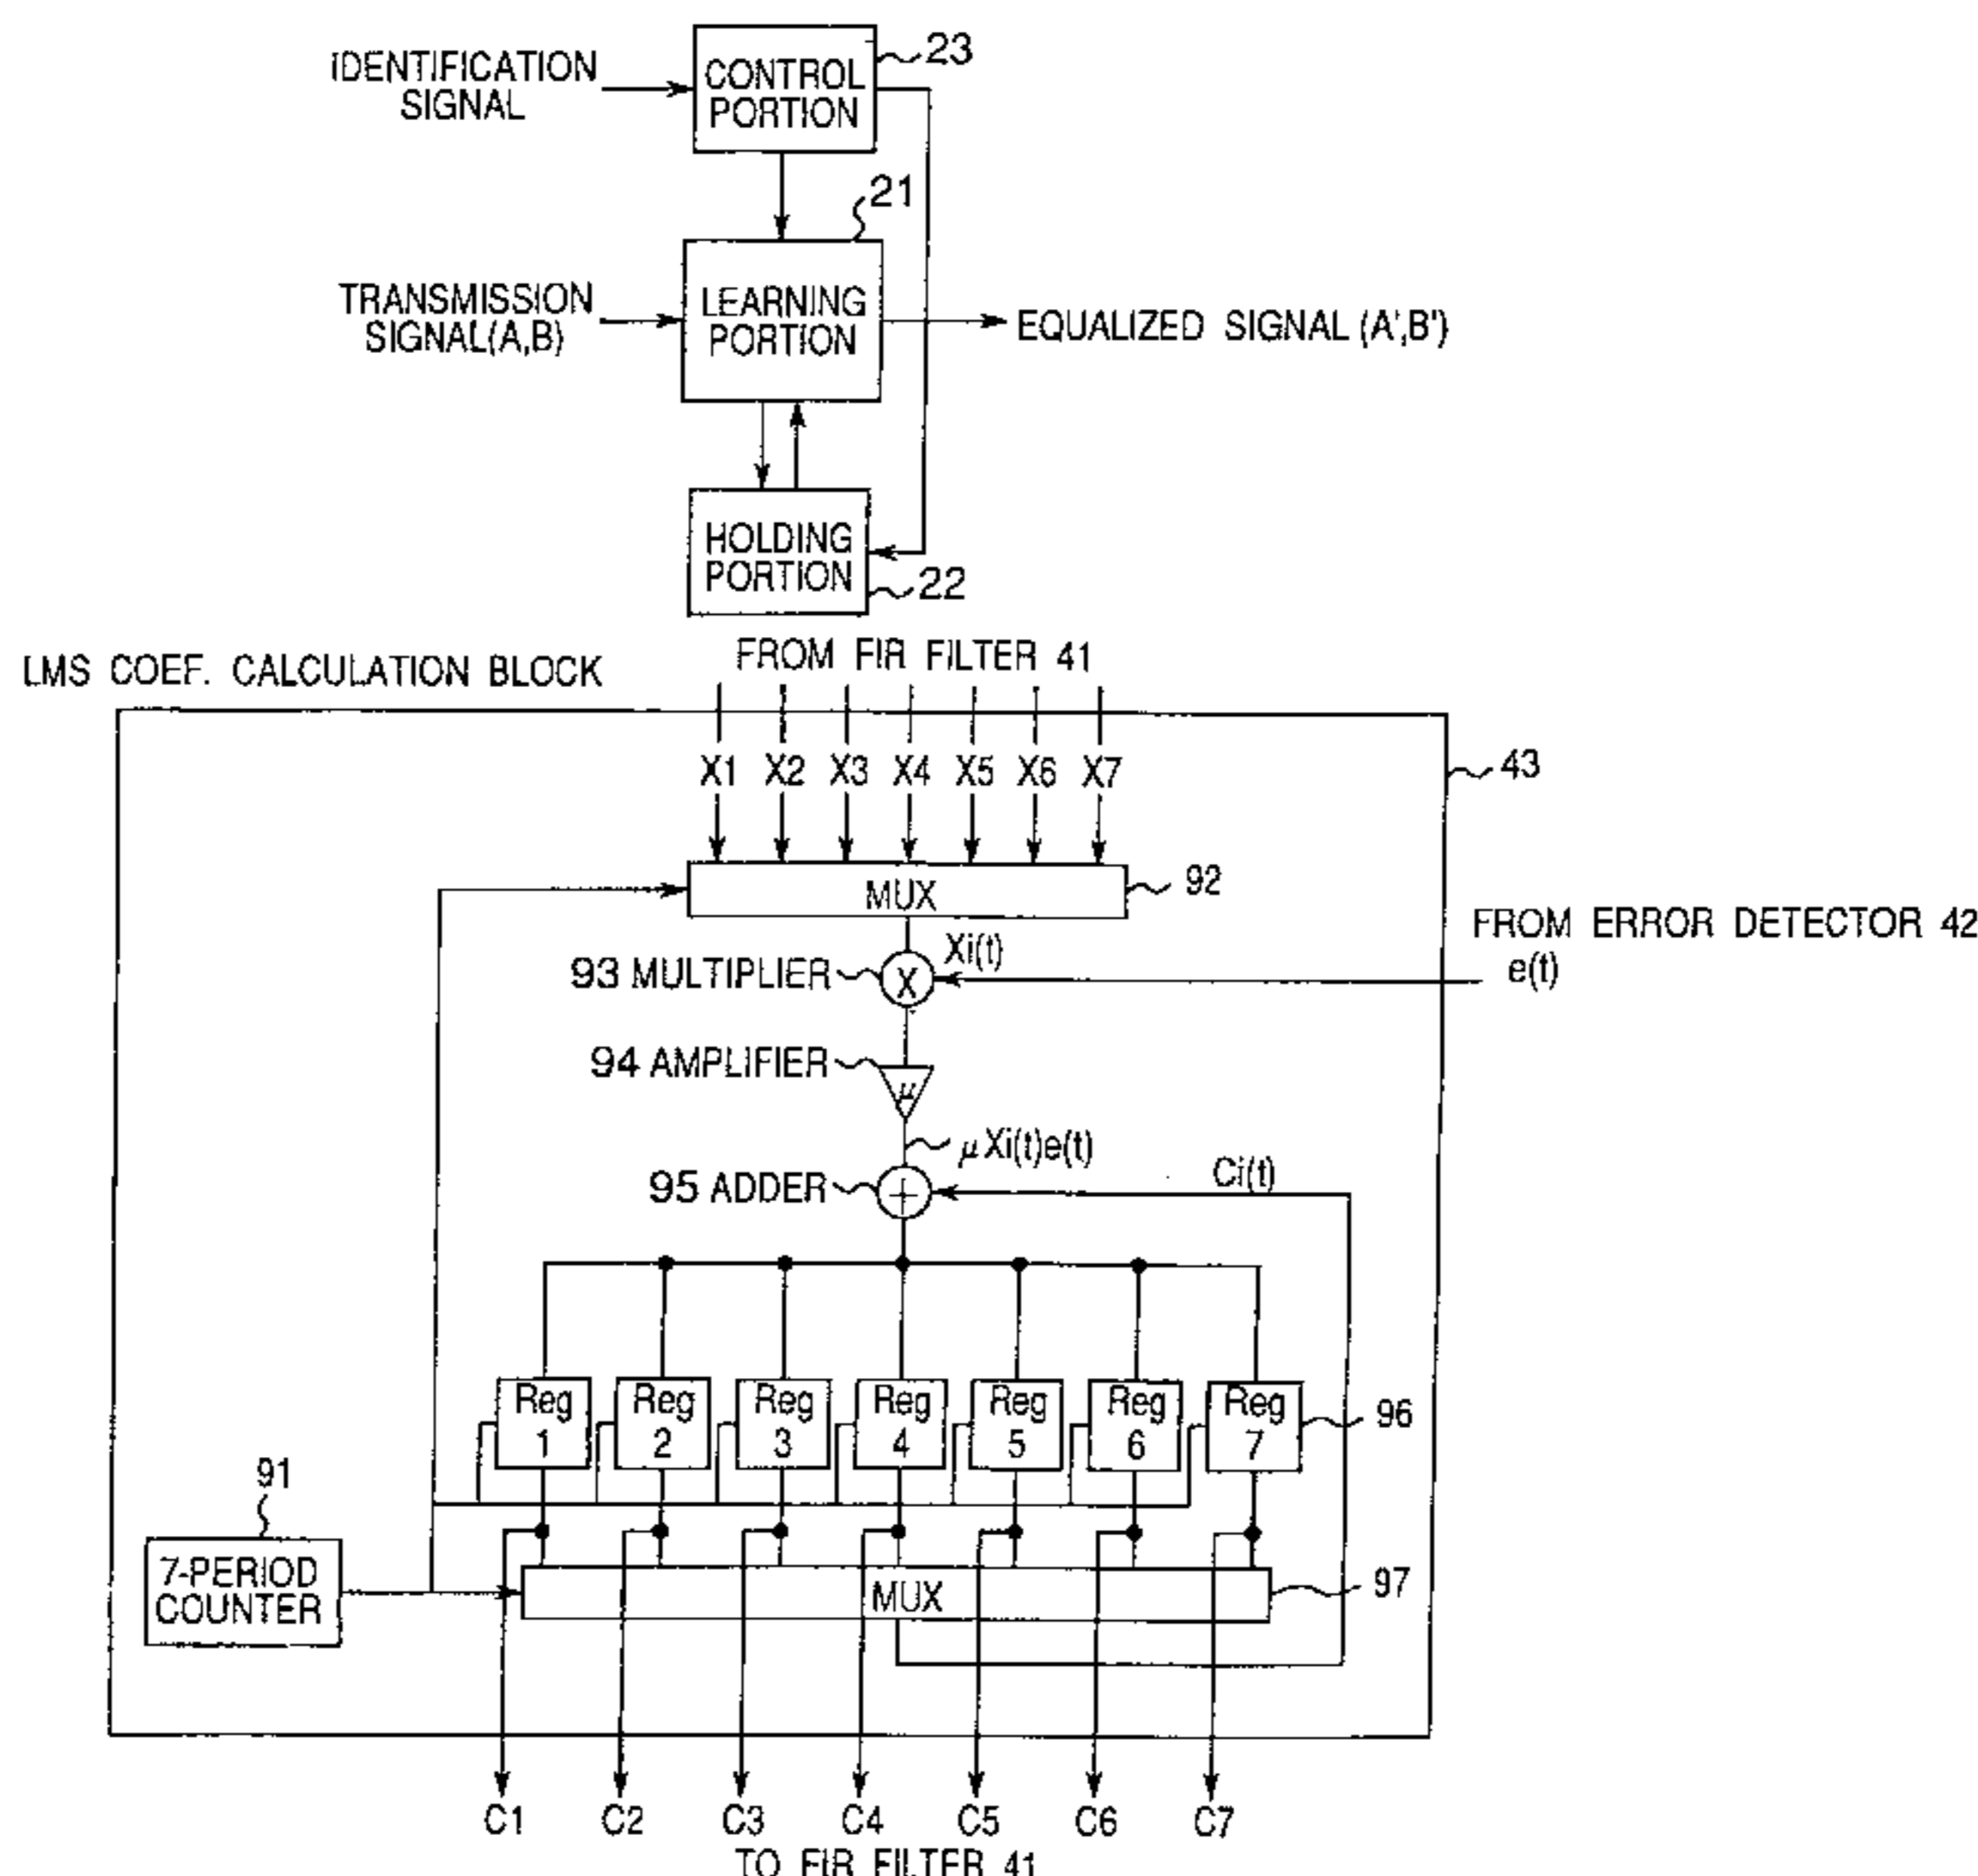 IDENTIFICATION
SIGNAL
CONTROL
PORTION
23
21
TRANSMISSION
SIGNAL(A,B)
LEARNING
PORTION
EQUALIZED SIGNAL (A',B')
HOLDING
PORTION
22
LMS COEF. CALCULATION BLOCK
FROM FIR FILTER 41
X1 X2 X3 X4 X5 X6 X7
43
MUX
92
FROM ERROR DETECTOR 42
e(t)
Xi(t)
93 MULTIPLIER
X
94 AMPLIFIER
μ
μXi(t)e(t)
95 ADDER
+
Ci(t)
Reg
1
Reg
2
Reg
3
Reg
4
Reg
5
Reg
6
Reg
7
96
91
7-PERIOD
COUNTER
MUX
97
C1 C2 C3 C4 C5 C6 C7
TO FIR FILTER 41